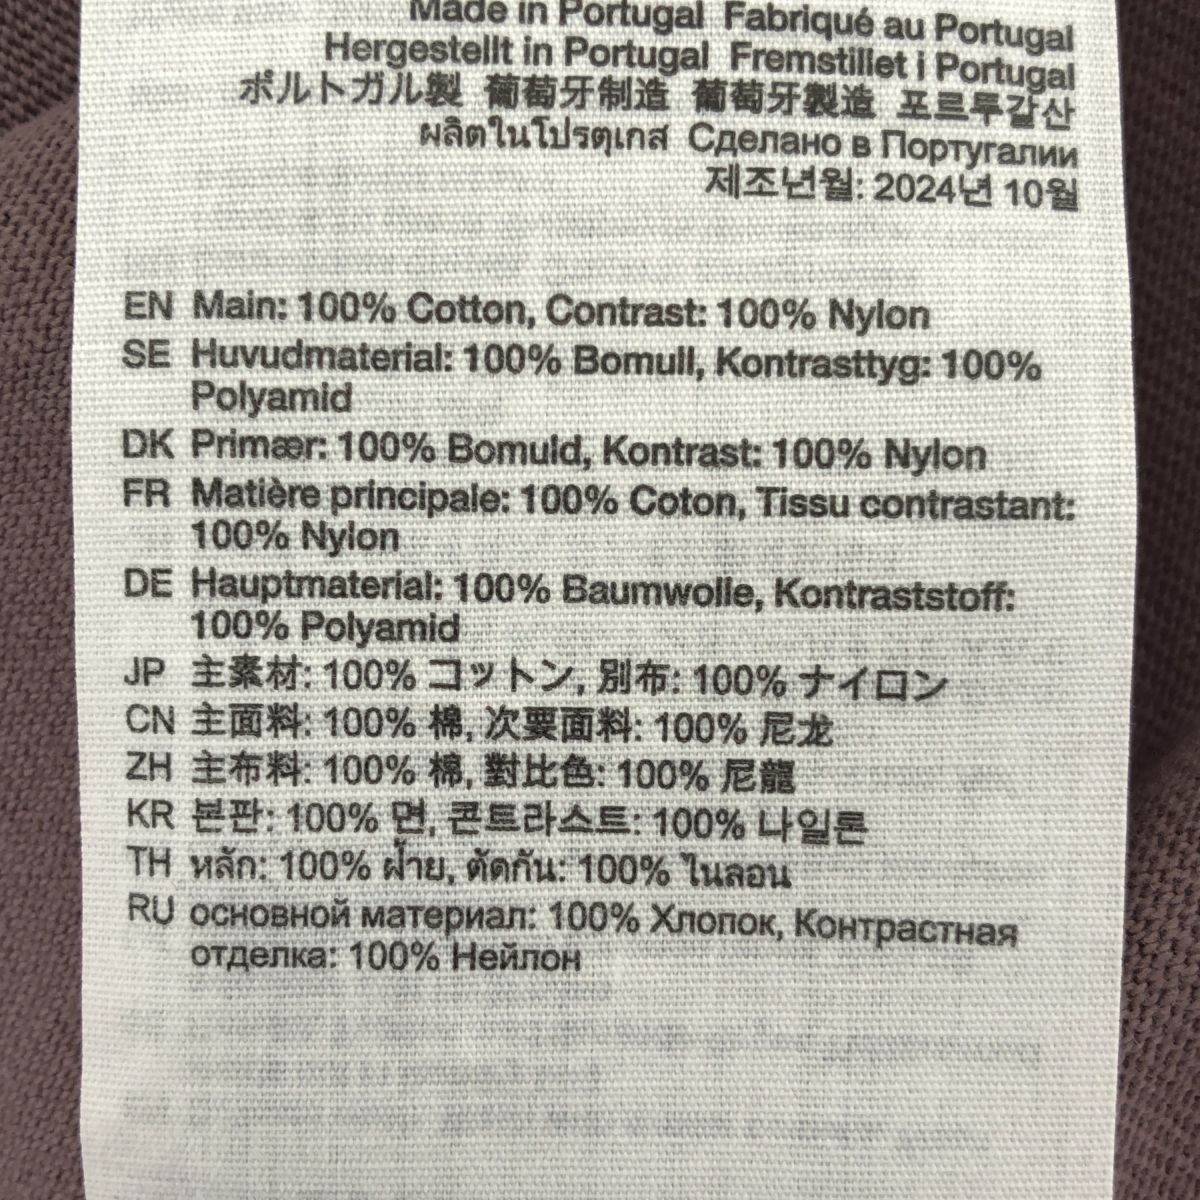 Made in Portugal Fabriqué au Portugal
Hergestellt in Portugal Fremstillet i Portugal
ポルトガル製 葡萄牙制造 葡萄牙製造 포르투갈산
ผลิตในโปรตุเกส Сделано в Португалии
제조년월: 2024년 10월
EN Main: 100% Cotton, Contrast: 100% Nylon
SE Huvudmaterial: 100% Bomull, Kontrasttyg: 100%
Polyamid
DK Primær: 100% Bomuld, Kontrast: 100% Nylon
FR Matière principale: 100% Coton, Tissu contrastant:
100% Nylon
DE Hauptmaterial: 100% Baumwolle, Kontraststoff:
100% Polyamid
JP 主素材: 100% コットン, 別布: 100% ナイロン
CN 主面料: 100% 棉, 次要面料: 100% 尼龙
ZH 主布料: 100% 棉, 對比色: 100% 尼龍
KR 본판: 100% 면, 콘트라스트: 100% 나일론
TH หลัก: 100% ฝ้าย, ตัดกัน: 100% ไนลอน
RU основной материал: 100% Хлопок, Контрастная
отделка: 100% Нейлон